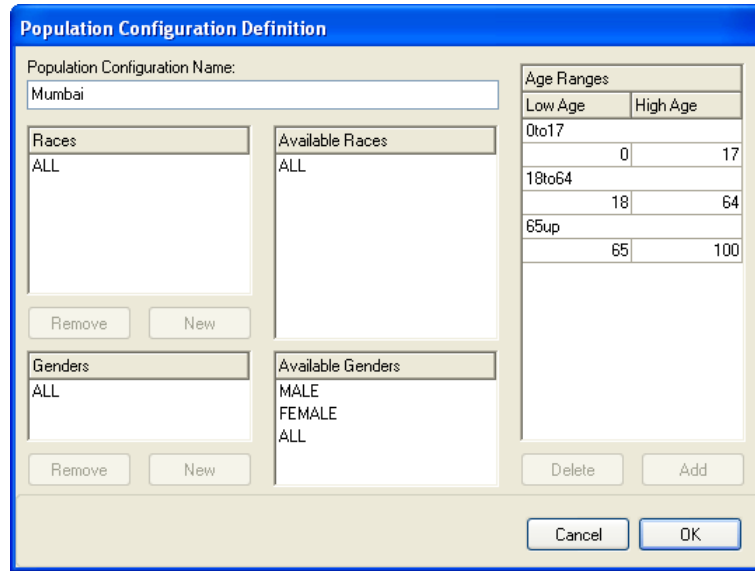 Population Configuration Definition
Population Configuration Name:
Mumbai
Races
ALL
Remove
New
Available Races
ALL
Genders
ALL
Remove
New
Available Genders
MALE
FEMALE
ALL
Age Ranges
Low Age High Age
0to17
0 17
18to64
18 64
65up
65 100
Delete
Add
Cancel
OK